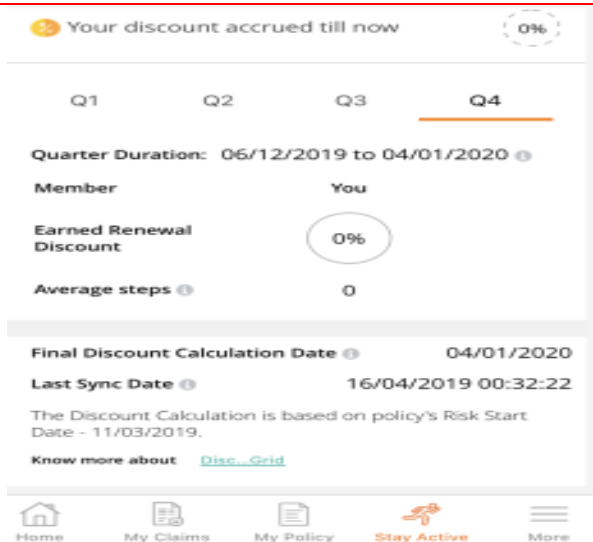 Your discount accrued till now 0%
Q1 Q2 Q3 Q4
Quarter Duration: 06/12/2019 to 04/01/2020
Member You
Earned Renewal
Discount 0%
Average steps 0
Final Discount Calculation Date 04/01/2020
Last Sync Date 16/04/2019 00:32:22
The Discount Calculation is based on policy's Risk Start
Date - 11/03/2019.
Know more about Disc...Grid
Home My Claims My Policy Stay Active More